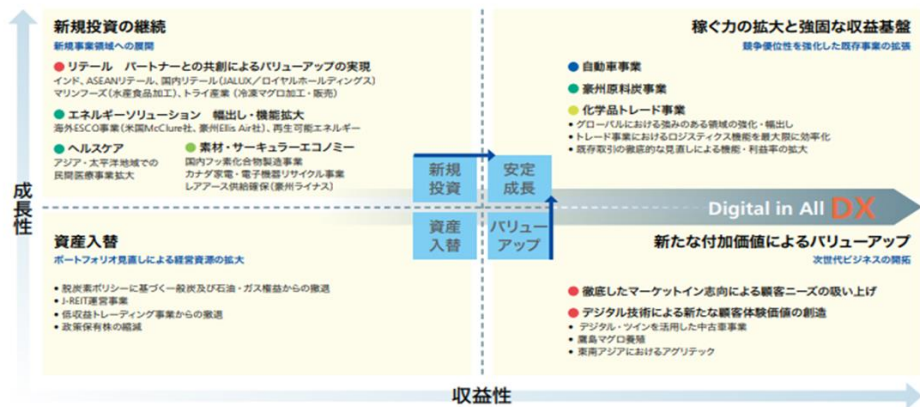 新規投資の継続
新規事業領域への展開
リテール パートナーとの共創によるバリューアップの実現
インド、ASEANリテール、国内リテール(JALUX/ロイヤルホールディングス)
マリンフーズ(水産食品加工)、トライ産業(冷凍マグロ加工・販売)
エネルギーソリューション 幅出し・機能拡大
海外ESCO事業(米国McClure社、豪州Ellis Air社)、再生可能エネルギー
ヘルスケア
アジア・太平洋地域での
民間医療事業拡大
素材・サーキュラーエコノミー
国内フッ素化合物製造事業
カナダ家電・電子機器リサイクル事業
レアアース供給確保(豪州ライナス)
稼ぐ力の拡大と強固な収益基盤
競争優位性を強化した既存事業の拡張
自動車事業
豪州原料炭事業
化学品トレード事業
• グローバルにおける強みのある領域の強化・幅出し
• トレード事業におけるロジスティクス機能を最大限に効率化
• 既存取引の徹底的な見直しによる機能・利益率の拡大
新規
投資
安定
成長
資産
入替
バリュー
アップ
Digital in All DX
成長性
資産入替
ポートフォリオ見直しによる経営資源の拡大
• 脱炭素ポリシーに基づく一般炭及び石油・ガス権益からの撤退
• J-REIT運営事業
• 低収益トレーディング事業からの撤退
• 政策保有株の縮減
新たな付加価値によるバリューアップ
次世代ビジネスの開拓
徹底したマーケットイン志向による顧客ニーズの吸い上げ
デジタル技術による新たな顧客体験価値の創造
• デジタル・ツインを活用した中古車事業
• 鷹島マグロ養殖
• 東南アジアにおけるアグリテック
収益性